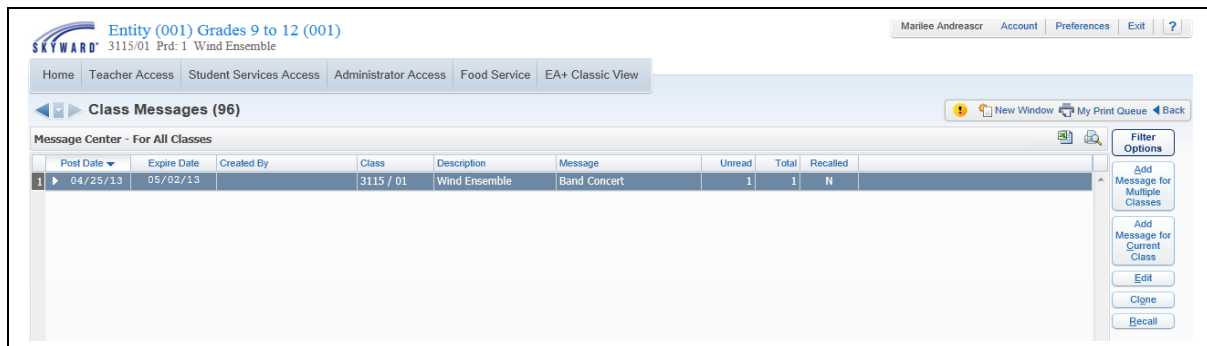 Entity (001) Grades 9 to 12 (001)
SKYWARD® 3115/01 Prd: 1 Wind Ensemble
Marilee Andreascr Account Preferences Exit ?
Home Teacher Access Student Services Access Administrator Access Food Service EA+ Classic View
Class Messages (96)
! New Window My Print Queue Back
Message Center - For All Classes
Post Date Expire Date Created By Class Description Message Unread Total Recalled
1 04/25/13 05/02/13 3115 / 01 Wind Ensemble Band Concert 1 1 N
Filter
Options
Add
Message for
Multiple
Classes
Add
Message for
Current
Class
Edit
Clone
Recall